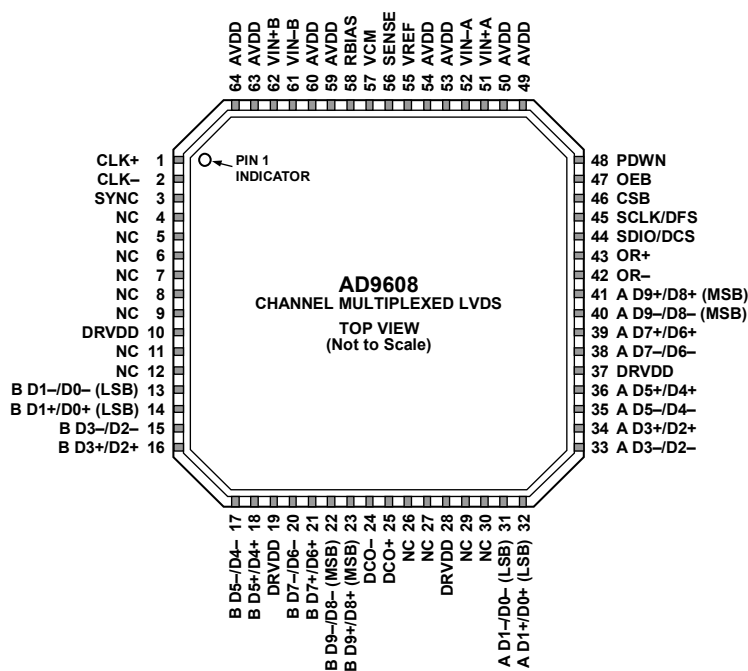 64 AVDD
63 AVDD
62 VIN+B
61 VIN–B
60 AVDD
59 AVDD
58 RBIAS
57 VCM
56 SENSE
55 VREF
54 AVDD
53 AVDD
52 VIN–A
51 VIN+A
50 AVDD
49 AVDD
CLK+ 1
CLK– 2
SYNC 3
NC 4
NC 5
NC 6
NC 7
NC 8
NC 9
DRVDD 10
NC 11
NC 12
B D1–/D0– (LSB) 13
B D1+/D0+ (LSB) 14
B D3–/D2– 15
B D3+/D2+ 16
PIN 1
INDICATOR
AD9608
CHANNEL MULTIPLEXED LVDS
TOP VIEW
(Not to Scale)
48 PDWN
47 OEB
46 CSB
45 SCLK/DFS
44 SDIO/DCS
43 OR+
42 OR–
41 A D9+/D8+ (MSB)
40 A D9–/D8– (MSB)
39 A D7+/D6+
38 A D7–/D6–
37 DRVDD
36 A D5+/D4+
35 A D5–/D4–
34 A D3+/D2+
33 A D3–/D2–
B D5–/D4– 17
B D5+/D4+ 18
DRVDD 19
B D7–/D6– 20
B D7+/D6+ 21
B D9–/D8– (MSB) 22
B D9+/D8+ (MSB) 23
DCO– 24
DCO+ 25
NC 26
NC 27
DRVDD 28
NC 29
NC 30
A D1–/D0– (LSB) 31
A D1+/D0+ (LSB) 32